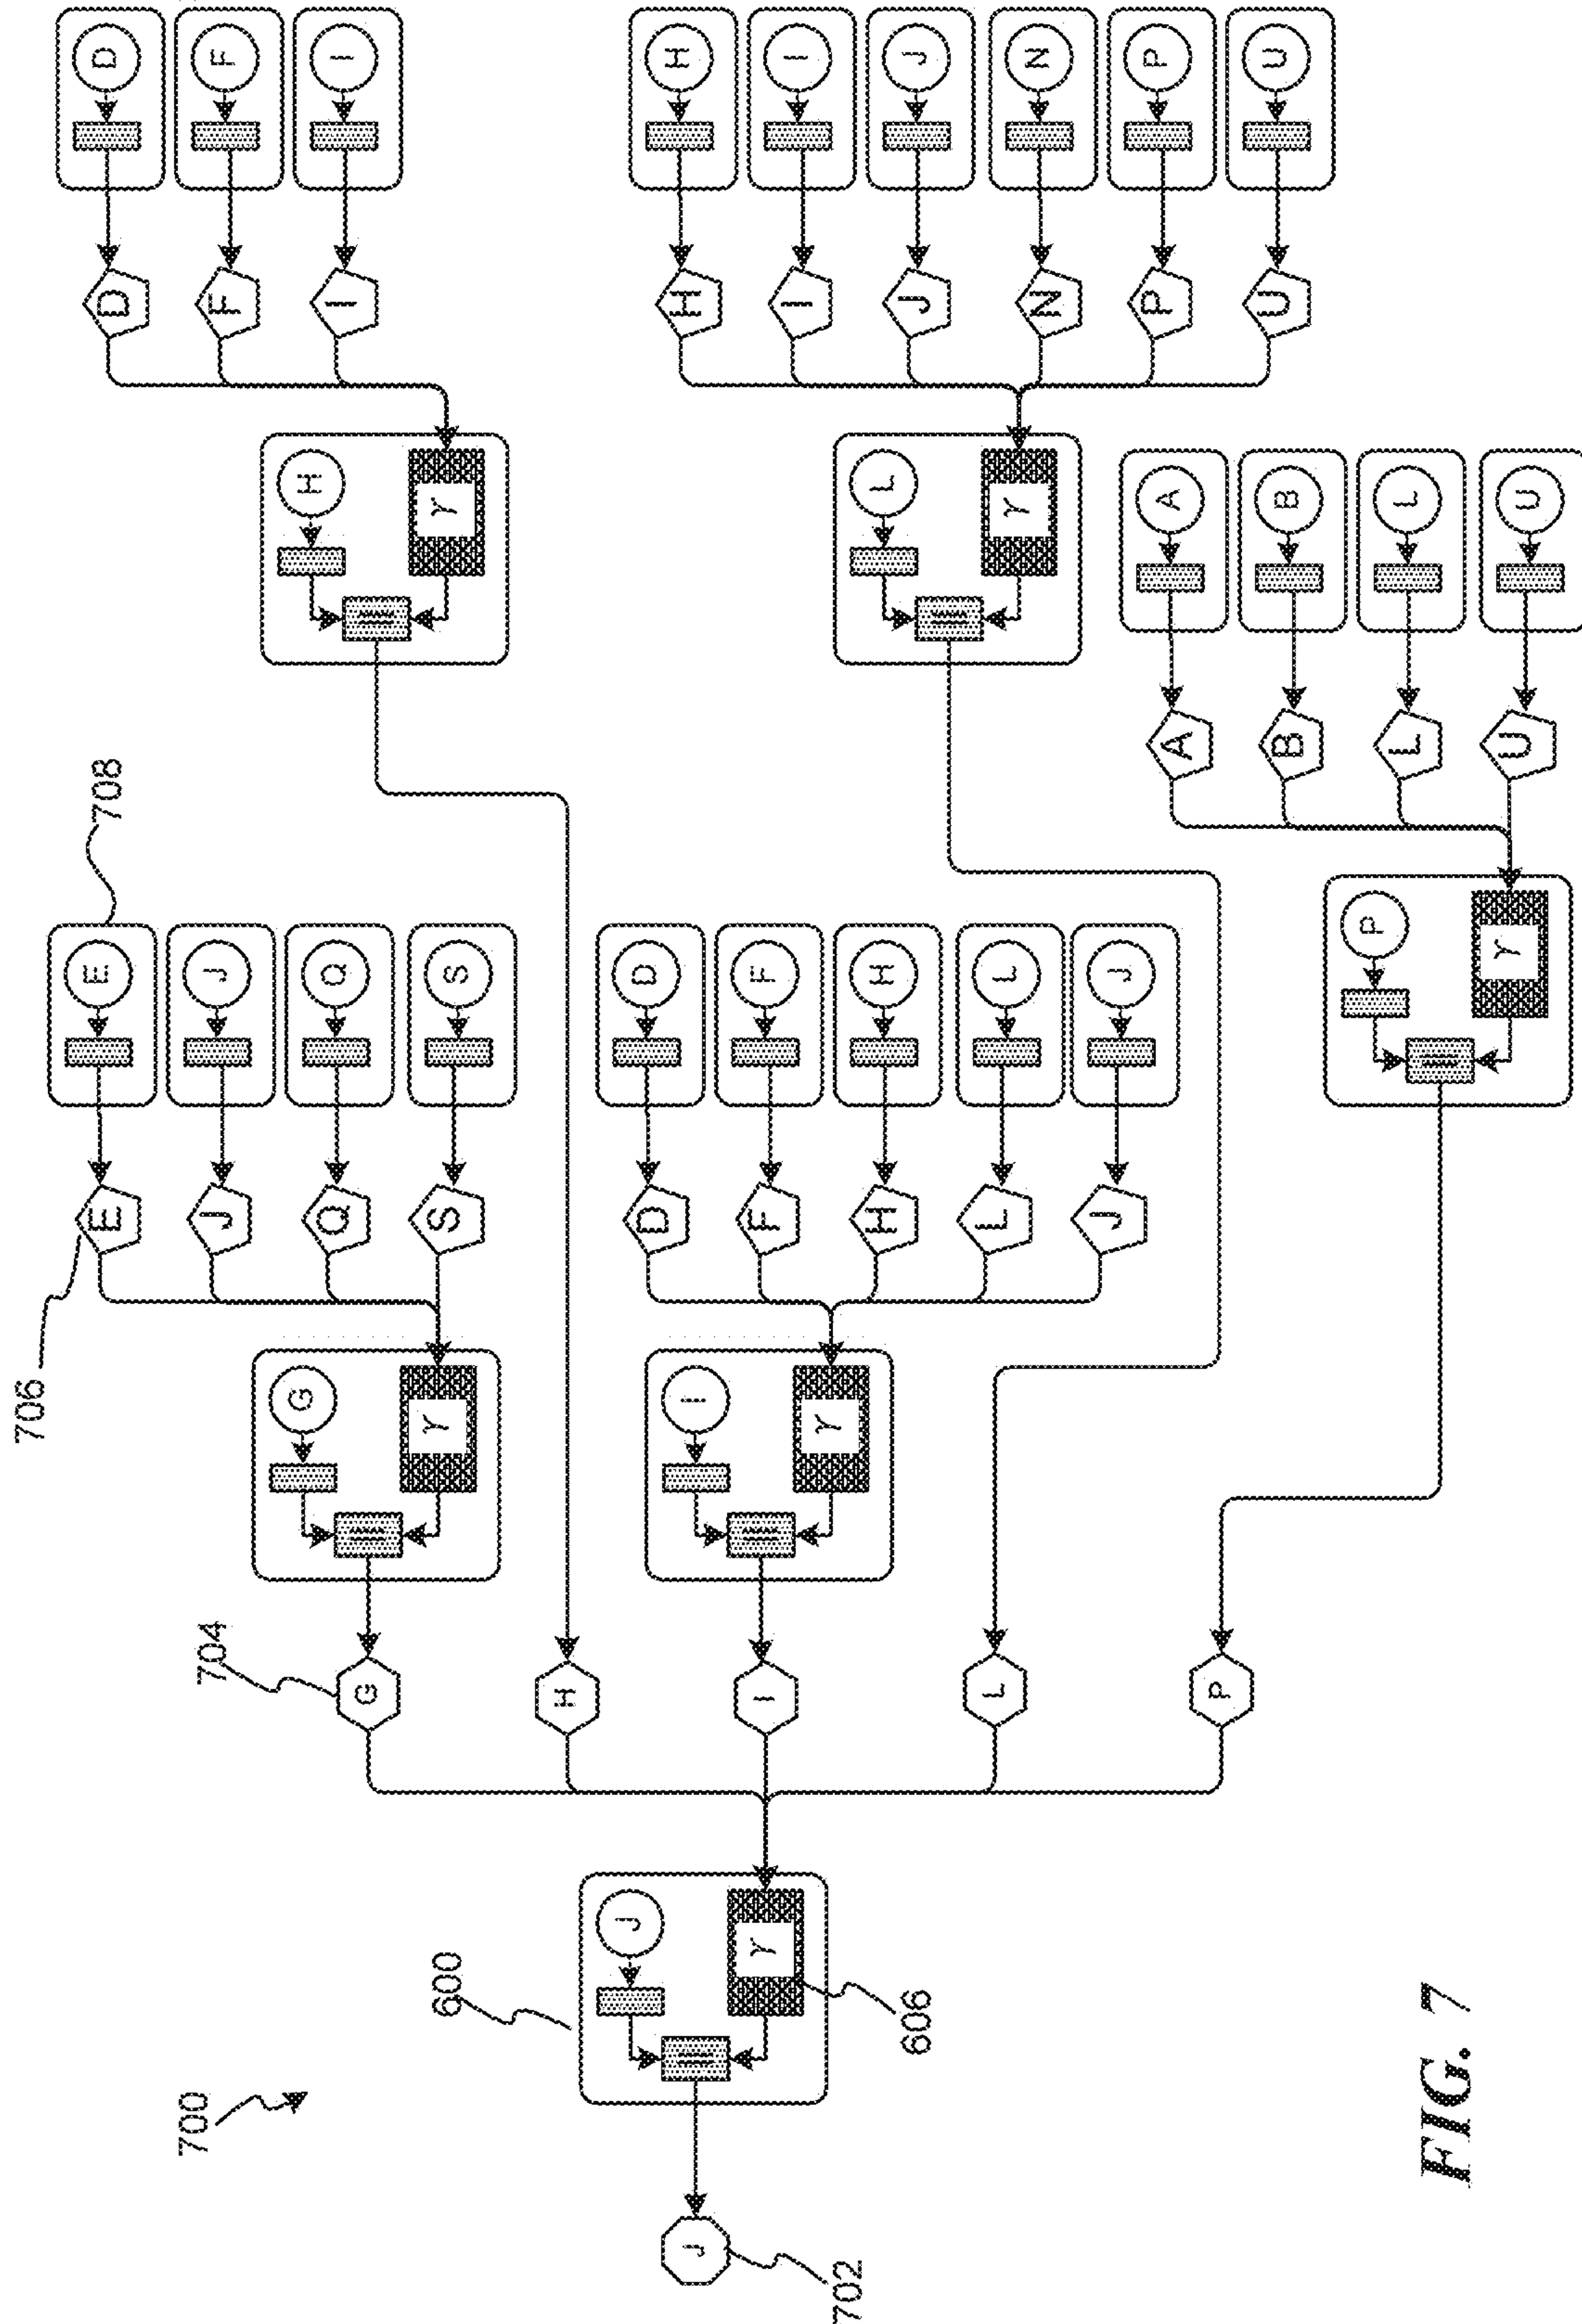 706
E E 708 D D
700 704 J J F F
G Q Q H I I
G = =
γ S S γ
600
H
J D D H H
J = = I
γ I F F I I
702 γ H H L J J
606
= L L L γ N N
J J P P A A
P B B U U
P L L
FIG. 7 =
γ U U